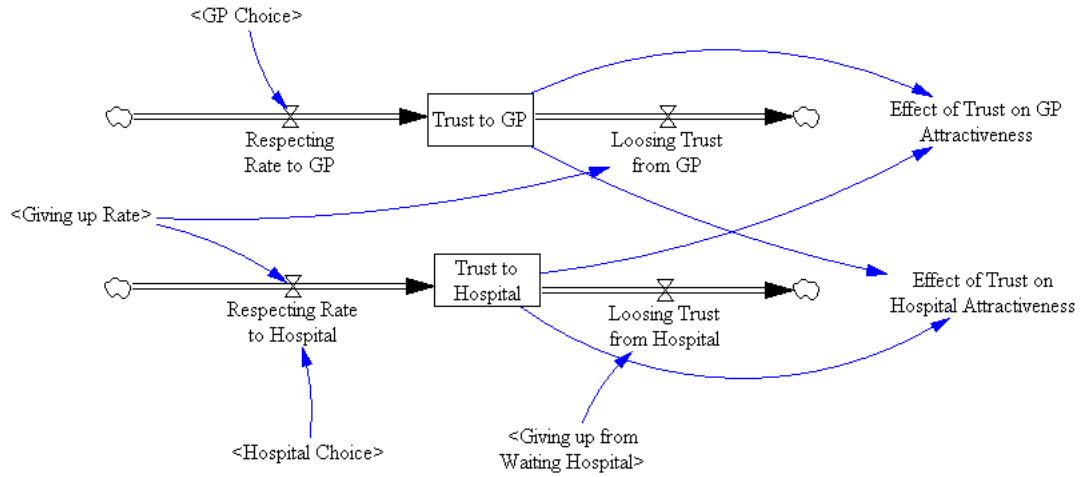 <GP Choice>
Trust to GP
Respecting
Rate to GP
Loosing Trust
from GP
Effect of Trust on GP
Attractiveness
<Giving up Rate>
Trust to
Hospital
Respecting Rate
to Hospital
Loosing Trust
from Hospital
Effect of Trust on
Hospital Attractiveness
<Hospital Choice>
<Giving up from
Waiting Hospital>